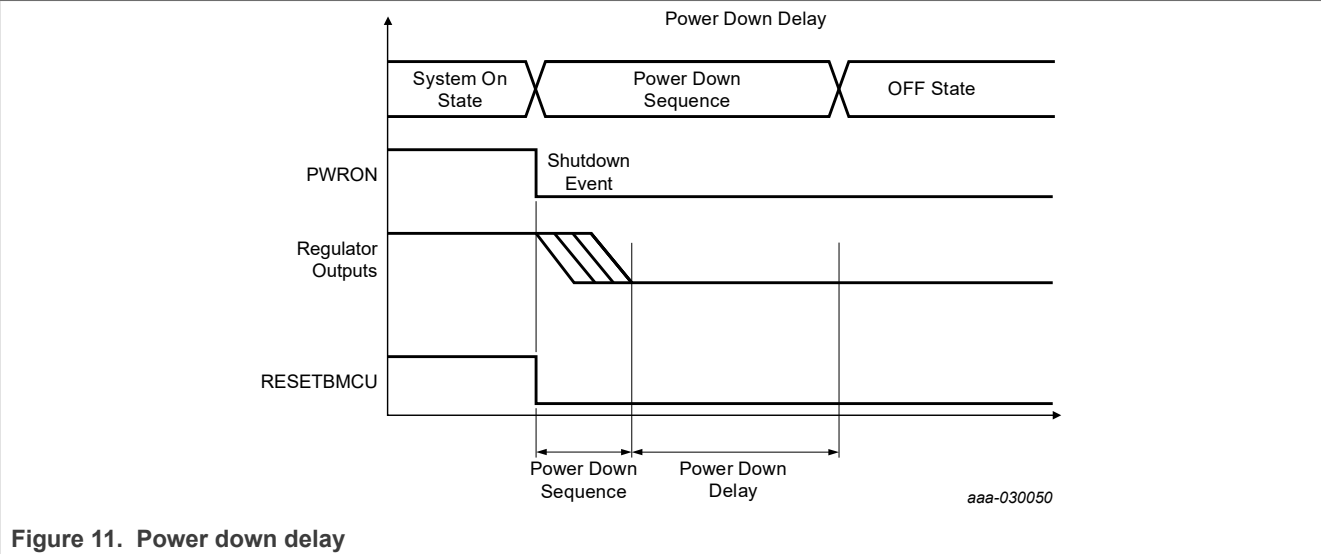 Power Down Delay
System On
State
Power Down
Sequence
OFF State
PWRON
Shutdown
Event
Regulator
Outputs
RESETBMCU
Power Down
Sequence
Power Down
Delay
aaa-030050
Figure 11. Power down delay